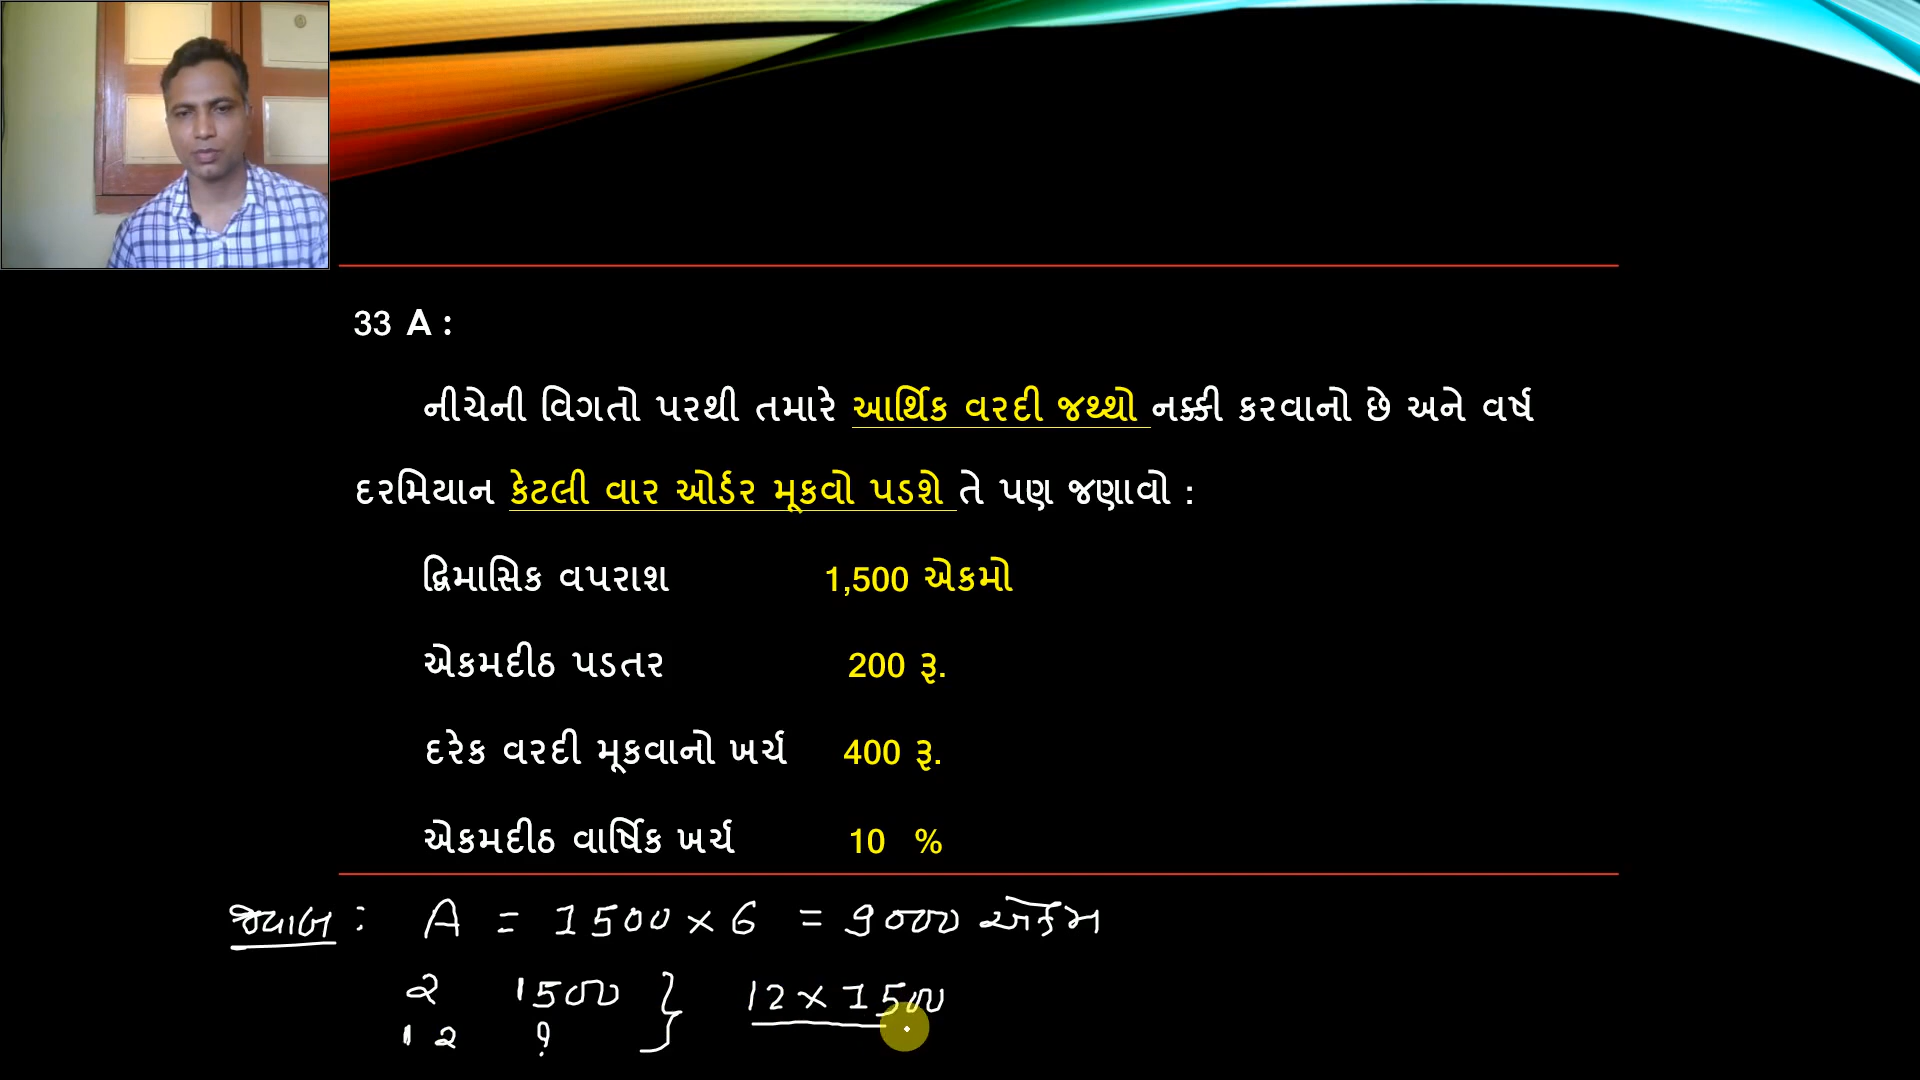 33 A :
નીચેની વિગતો પરથી તમારે આર્થિક વરદી જથ્થો નક્કી કરવાનો છે અને વર્ષ
દરમિયાન કેટલી વાર ઓર્ડર મૂકવો પડશે તે પણ જણાવો :
દ્વિમાસિક વપરાશ 1,500 એકમો
એકમદીઠ પડતર 200 રૂ.
દરેક વરદી મૂકવાનો ખર્ચ 400 રૂ.
એકમદીઠ વાર્ષિક ખર્ચ 10 %
જવાબ : A = 1500 × 6 = 9000 એકમ
2 1500 } 12 × 1500
12 ?